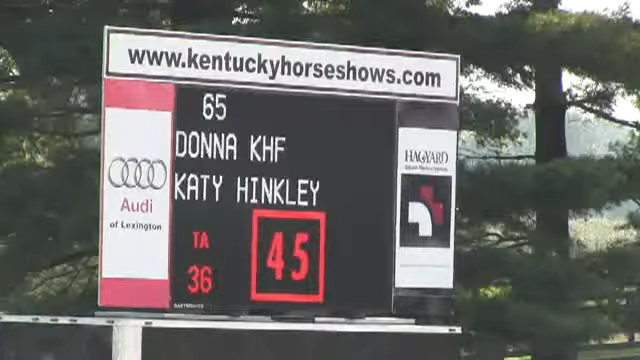 www.kentuckyhorseshows.com
65
DONNA KHF
KATY HINKLEY
TA
36
45
Audi
of Lexington
HAGYARD